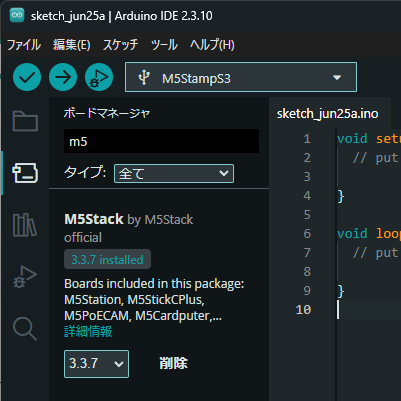 sketch_jun25a | Arduino IDE 2.3.10
ファイル 編集(E) スケッチ ツール ヘルプ(H)
M5StampS3
ボードマネージャ
m5
タイプ: 全て
M5Stack by M5Stack
official
3.3.7 installed
Boards included in this package:
M5Station, M5StickCPlus,
M5PoECAM, M5Cardputer,...
詳細情報
3.3.7 削除
sketch_jun25a.ino
1 void
2 // put
3
4 }
5
6 void loop
7 // put
8
9 }
10